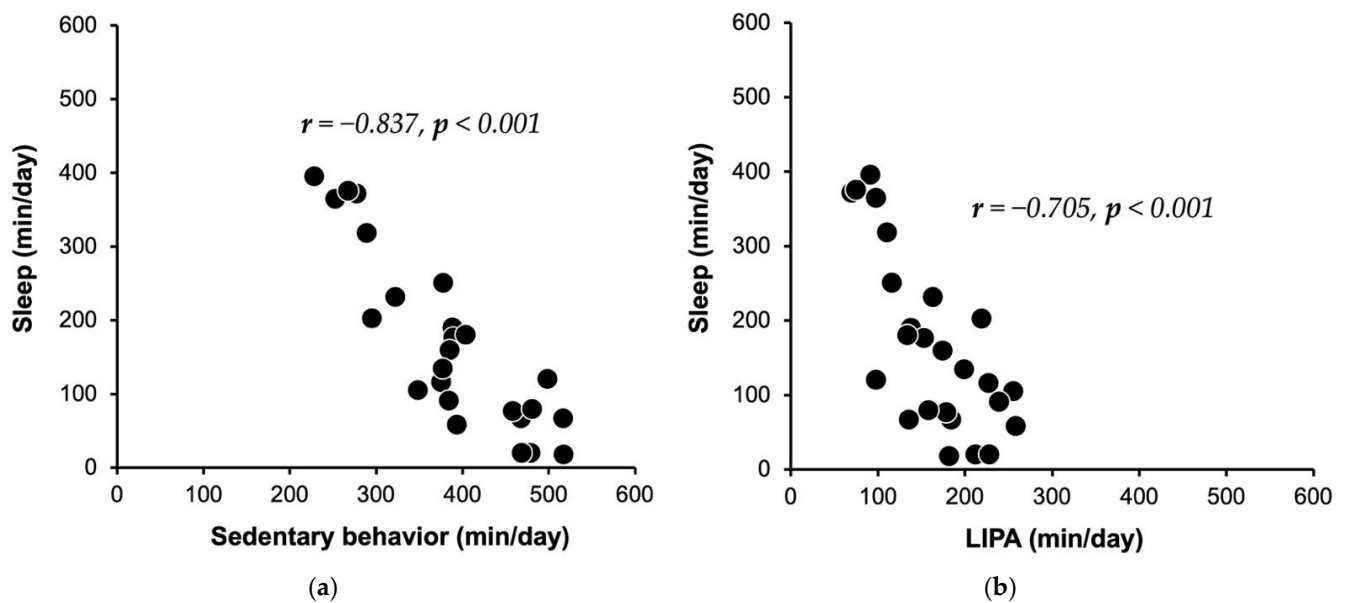 600
500
400
300
200
100
0
Sleep (min/day)
r = −0.837, p < 0.001
0 100 200 300 400 500 600
Sedentary behavior (min/day)
(a)
600
500
400
300
200
100
0
Sleep (min/day)
r = −0.705, p < 0.001
0 100 200 300 400 500 600
LIPA (min/day)
(b)